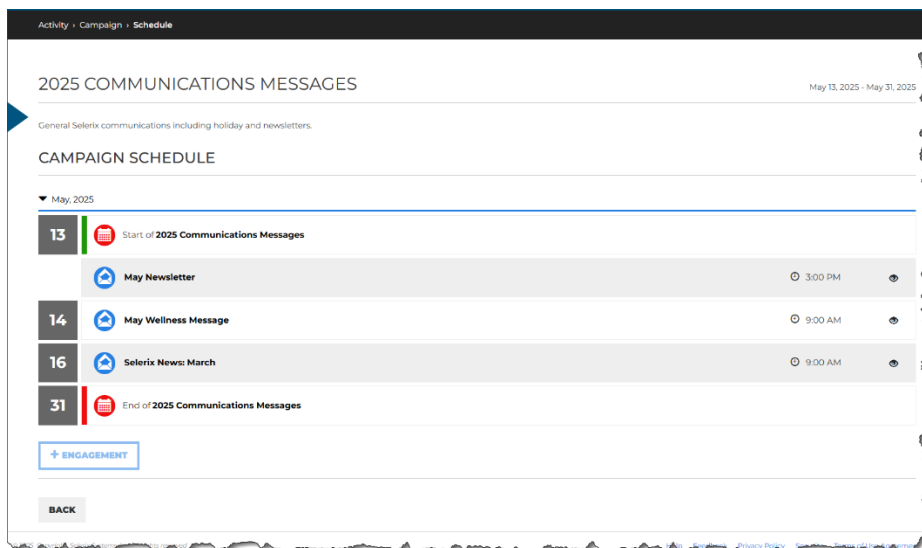 Activity › Campaign › Schedule
2025 COMMUNICATIONS MESSAGES
May 13, 2025 - May 31, 2025
General Selerix communications including holiday and newsletters.
CAMPAIGN SCHEDULE
May, 2025
13 Start of 2025 Communications Messages
May Newsletter 3:00 PM
14 May Wellness Message 9:00 AM
16 Selerix News: March 9:00 AM
31 End of 2025 Communications Messages
+ ENGAGEMENT
BACK
Privacy Policy